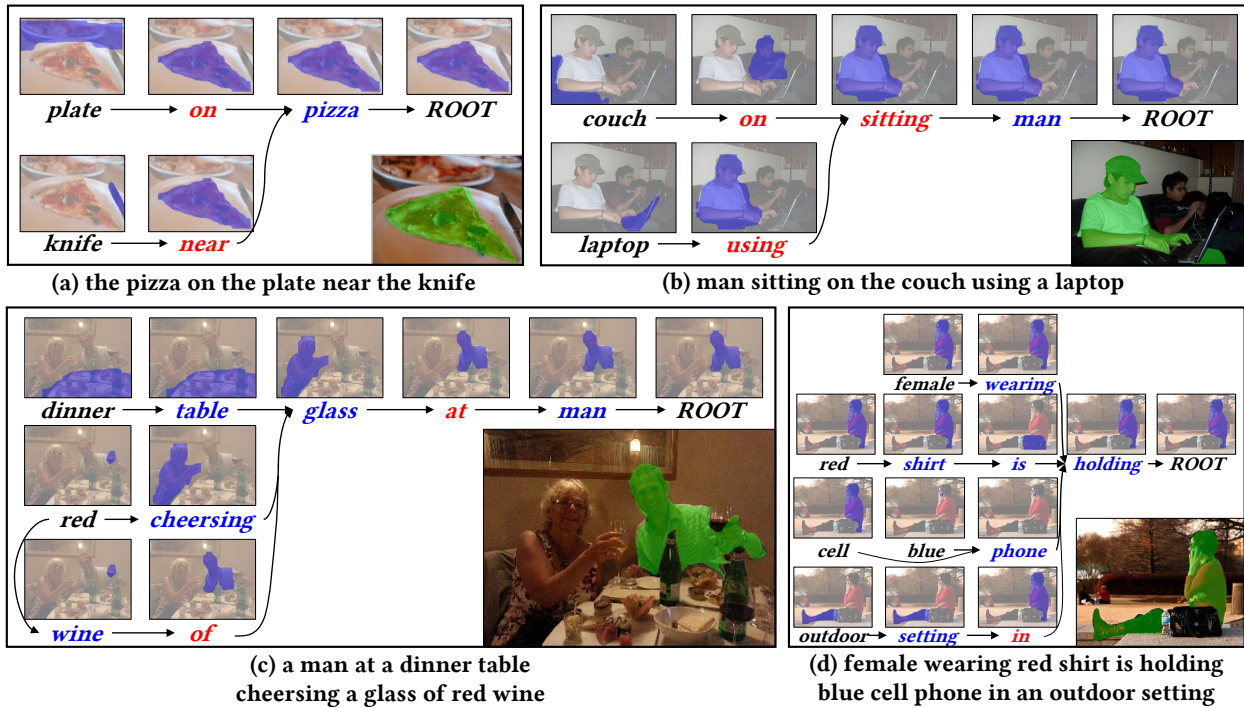 plate on pizza ROOT
knife near
(a) the pizza on the plate near the knife
couch on sitting man ROOT
laptop using
(b) man sitting on the couch using a laptop
dinner table glass at man ROOT
red cheersing
wine of
(c) a man at a dinner table
cheersing a glass of red wine
female wearing
red shirt is holding ROOT
cell blue phone
outdoor setting in
(d) female wearing red shirt is holding
blue cell phone in an outdoor setting